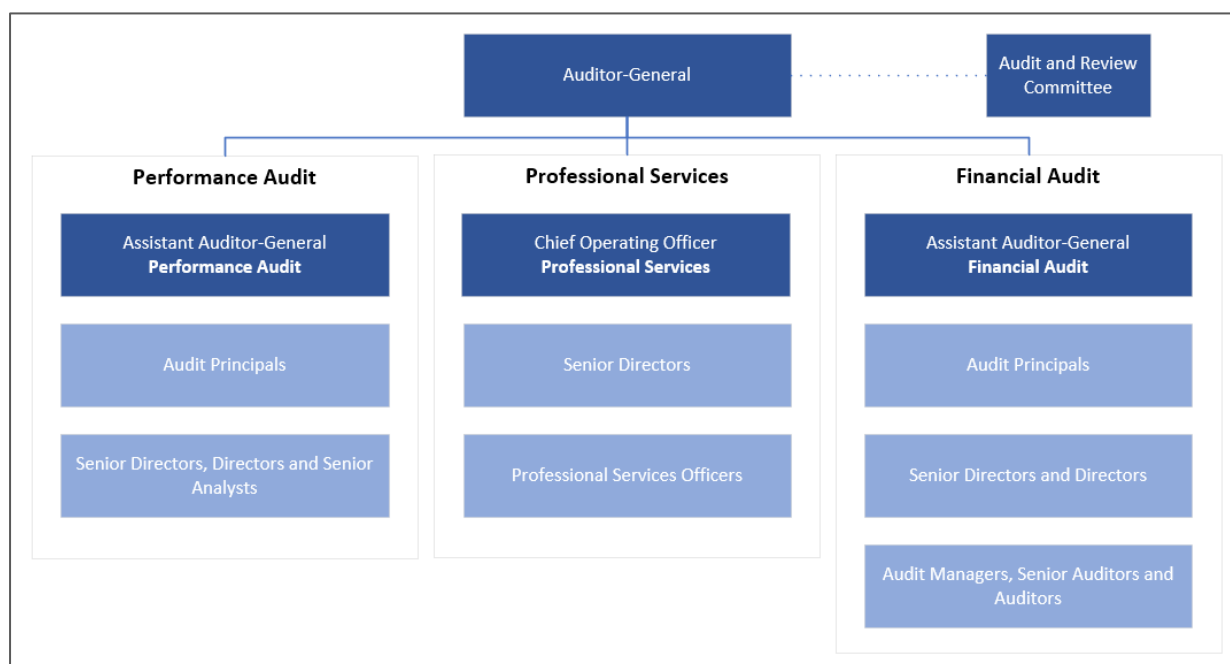 Auditor-General
Audit and Review
Committee
Performance Audit
Assistant Auditor-General
Performance Audit
Audit Principals
Senior Directors, Directors and Senior
Analysts
Professional Services
Chief Operating Officer
Professional Services
Senior Directors
Professional Services Officers
Financial Audit
Assistant Auditor-General
Financial Audit
Audit Principals
Senior Directors and Directors
Audit Managers, Senior Auditors and
Auditors